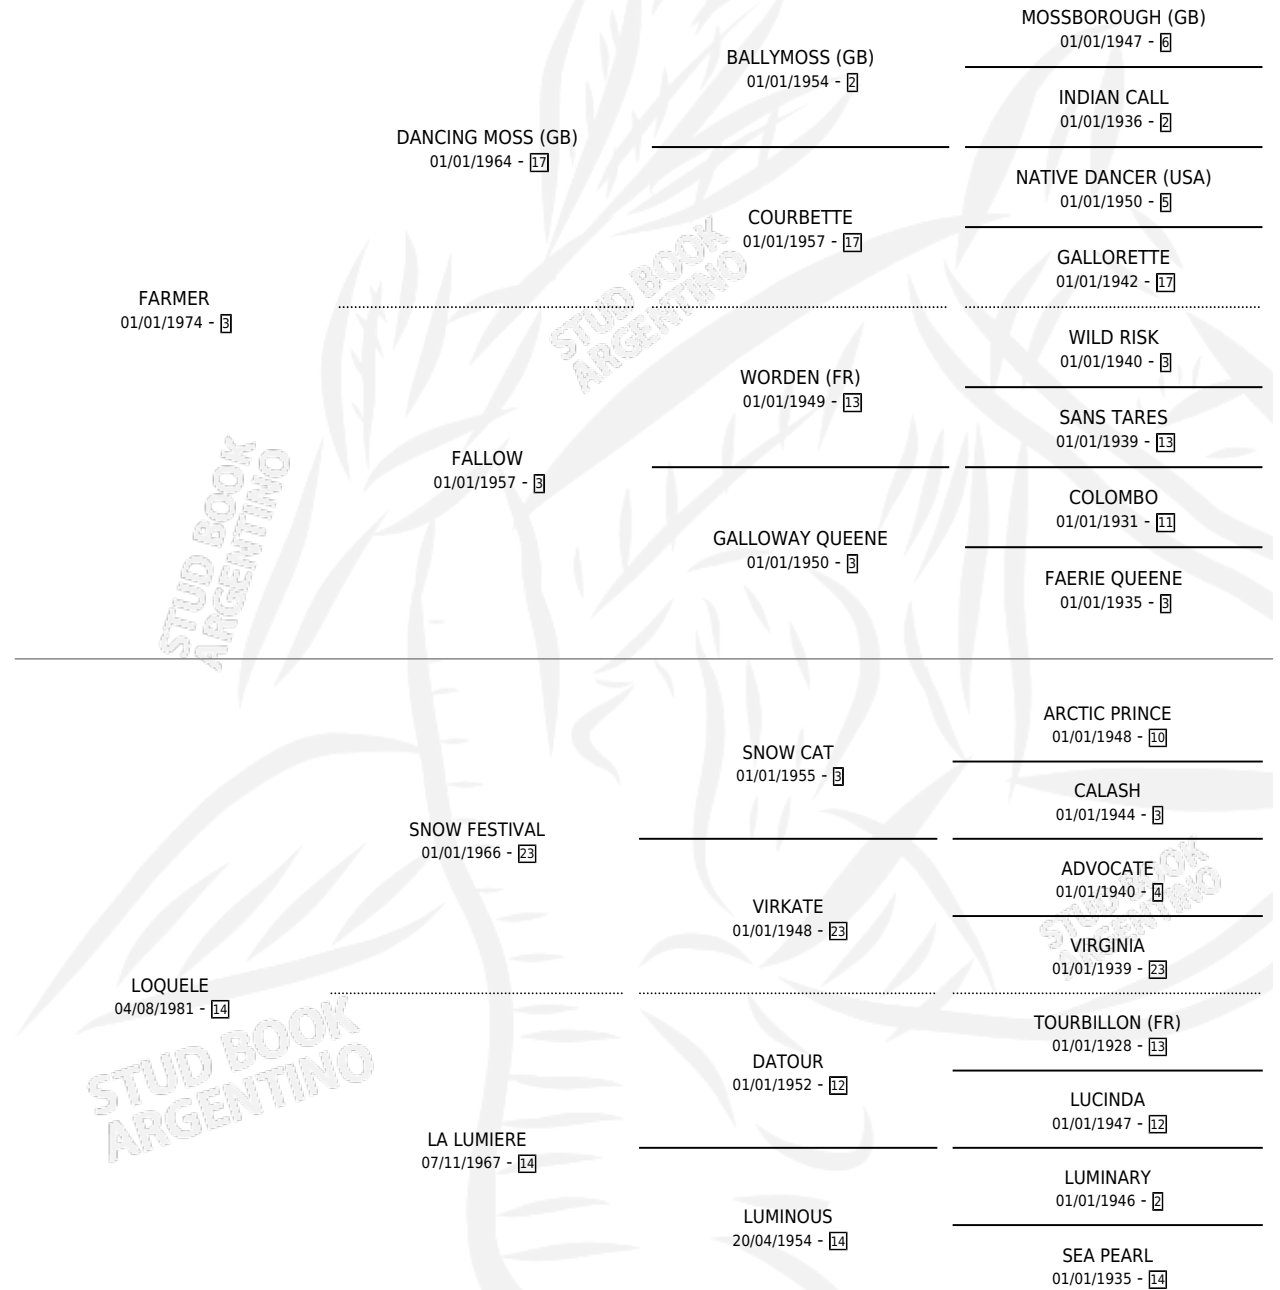 MOSSBOROUGH (GB)
01/01/1947 - 6
BALLYMOSS (GB)
01/01/1954 - 2
INDIAN CALL
01/01/1936 - 2
DANCING MOSS (GB)
01/01/1964 - 17
NATIVE DANCER (USA)
01/01/1950 - 5
COURBETTE
01/01/1957 - 17
GALLORETTE
01/01/1942 - 17
FARMER
01/01/1974 - 3
STUD BOOK
ARGENTINO
WILD RISK
01/01/1940 - 3
WORDEN (FR)
01/01/1949 - 13
SANS TARES
01/01/1939 - 13
FALLOW
01/01/1957 - 3
STUD BOOK
ARGENTINO
COLOMBO
01/01/1931 - 11
GALLOWAY QUEENE
01/01/1950 - 3
FAERIE QUEENE
01/01/1935 - 3
ARCTIC PRINCE
01/01/1948 - 10
SNOW CAT
01/01/1955 - 3
CALASH
01/01/1944 - 3
SNOW FESTIVAL
01/01/1966 - 23
ADVOCATE
01/01/1940 - 4
STUD BOOK
ARGENTINO
VIRKATE
01/01/1948 - 23
VIRGINIA
01/01/1939 - 23
LOQUELE
04/08/1981 - 14
STUD BOOK
ARGENTINO
TOURBILLON (FR)
01/01/1928 - 13
DATOUR
01/01/1952 - 12
LUCINDA
01/01/1947 - 12
LA LUMIERE
07/11/1967 - 14
LUMINARY
01/01/1946 - 2
LUMINOUS
20/04/1954 - 14
SEA PEARL
01/01/1935 - 14